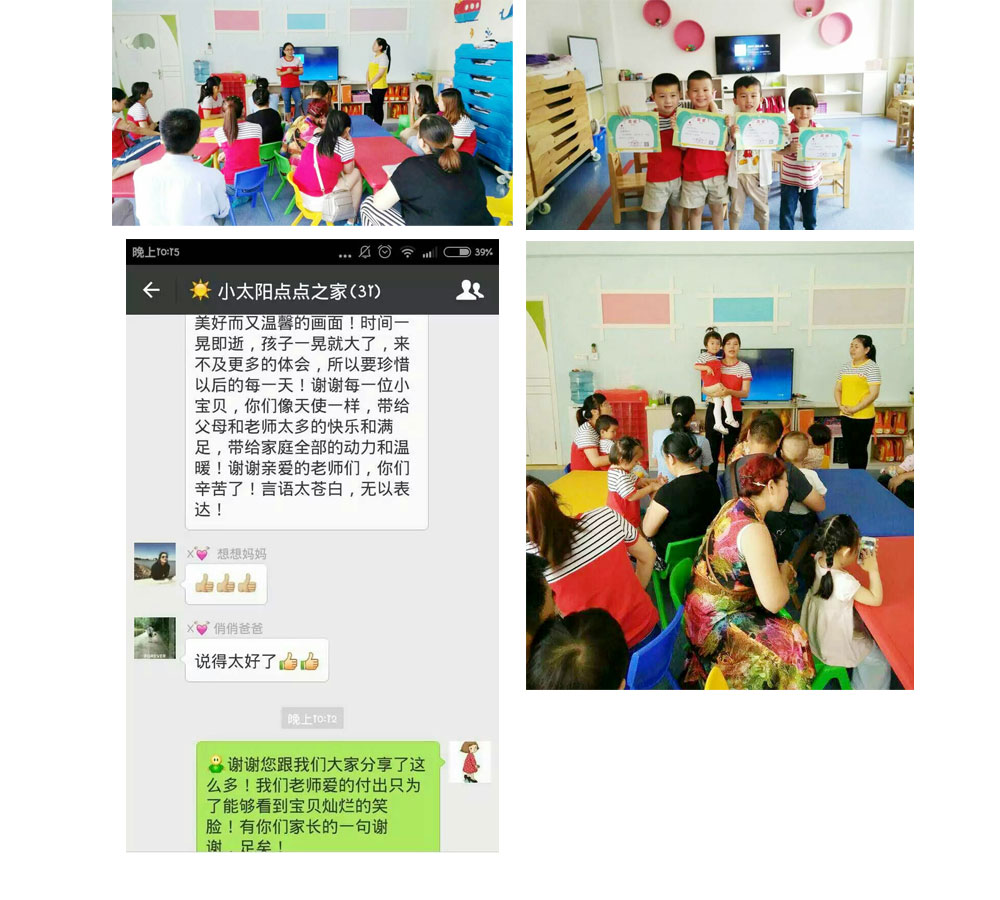 晚上10:15
39%
小太阳点点之家(31)
美好而又温馨的画面！时间一
晃即逝，孩子一晃就大了，来
不及更多的体会，所以要珍惜
以后的每一天！谢谢每一位小
宝贝，你们像天使一样，带给
父母和老师太多的快乐和满
足，带给家庭全部的动力和温
暖！谢谢亲爱的老师们，你们
辛苦了！言语太苍白，无以表
达！
想想妈妈
俏俏爸爸
说得太好了
晚上10:12
谢谢您跟我们大家分享了这
么多！我们老师爱的付出只为
了能够看到宝贝灿烂的笑
脸！有你们家长的一句谢
谢，足矣！